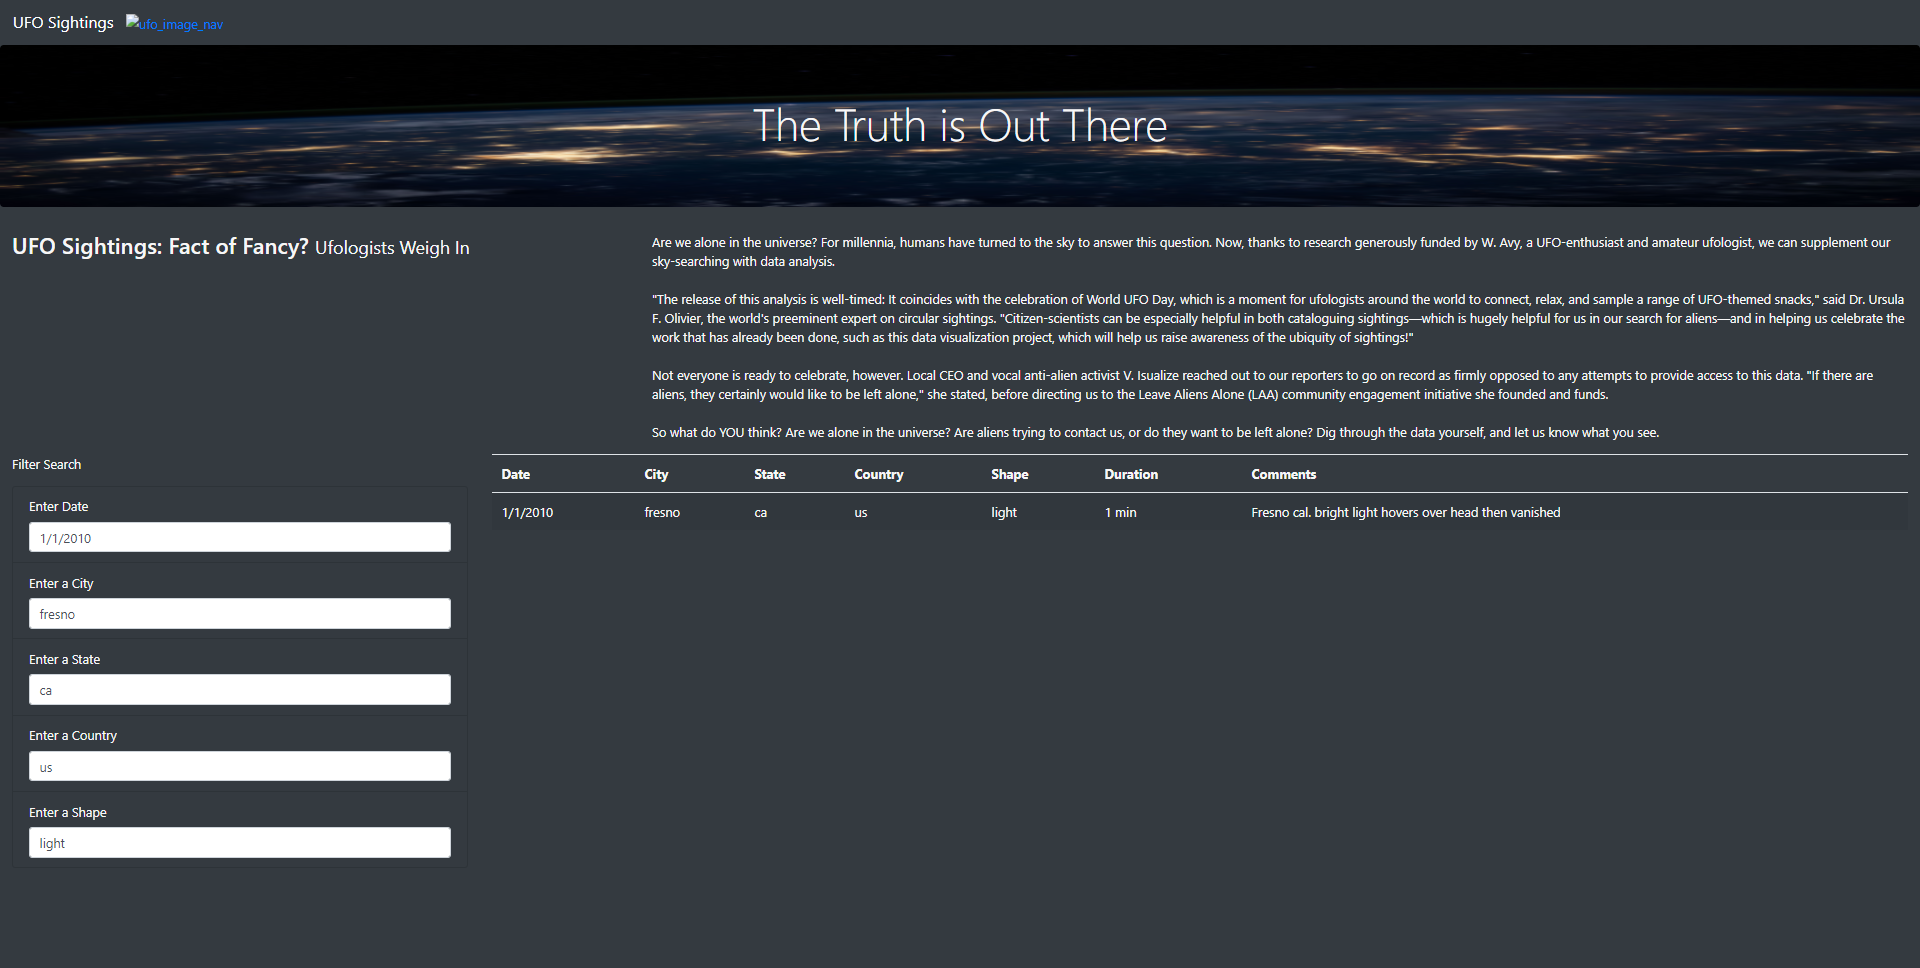 UFO Sightings ufo_image_nav
The Truth is Out There
UFO Sightings: Fact of Fancy? Ufologists Weigh In
Are we alone in the universe? For millennia, humans have turned to the sky to answer this question. Now, thanks to research generously funded by W. Avy, a UFO-enthusiast and amateur ufologist, we can supplement our
sky-searching with data analysis.
"The release of this analysis is well-timed: It coincides with the celebration of World UFO Day, which is a moment for ufologists around the world to connect, relax, and sample a range of UFO-themed snacks," said Dr. Ursula
F. Olivier, the world's preeminent expert on circular sightings. "Citizen-scientists can be especially helpful in both cataloguing sightings—which is hugely helpful for us in our search for aliens—and in helping us celebrate the
work that has already been done, such as this data visualization project, which will help us raise awareness of the ubiquity of sightings!"
Not everyone is ready to celebrate, however. Local CEO and vocal anti-alien activist V. Isualize reached out to our reporters to go on record as firmly opposed to any attempts to provide access to this data. "If there are
aliens, they certainly would like to be left alone," she stated, before directing us to the Leave Aliens Alone (LAA) community engagement initiative she founded and funds.
So what do YOU think? Are we alone in the universe? Are aliens trying to contact us, or do they want to be left alone? Dig through the data yourself, and let us know what you see.
Filter Search
Enter Date
1/1/2010
Enter a City
fresno
Enter a State
ca
Enter a Country
us
Enter a Shape
light
Date City State Country Shape Duration Comments
1/1/2010 fresno ca us light 1 min Fresno cal. bright light hovers over head then vanished